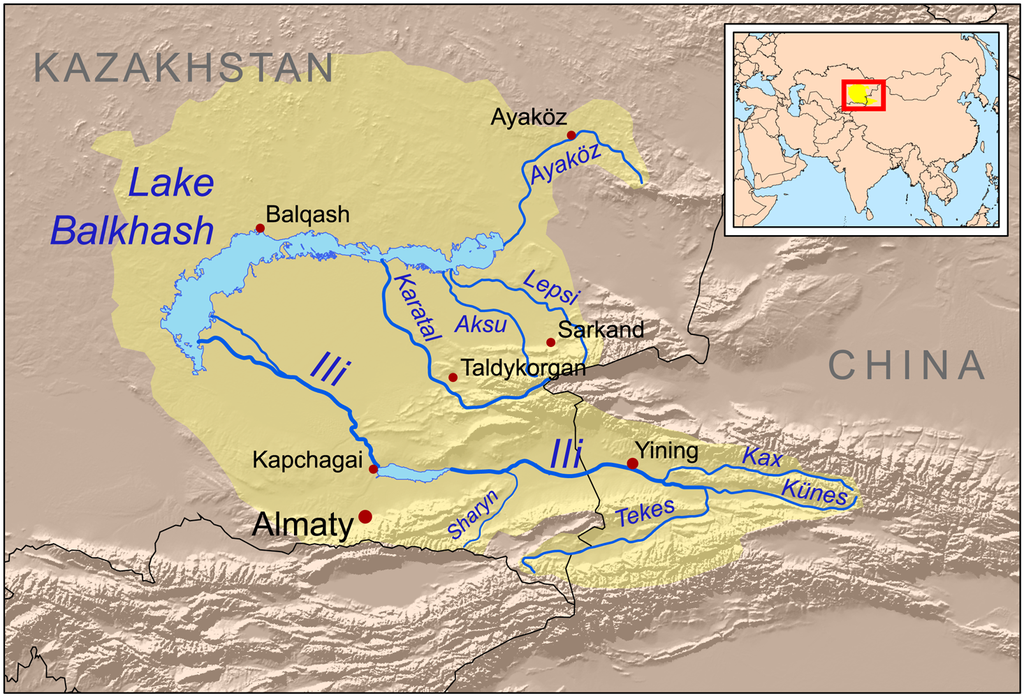 KAZAKHSTAN
Ayaköz
Ayaköz
Lake
Balkhash
Balqash
Lepsi
Karatal
Aksu
Sarkand
Taldykorgan
CHINA
Ili
Ili
Yining
Kapchagai
Kax
Künes
Sharyn
Tekes
Almaty